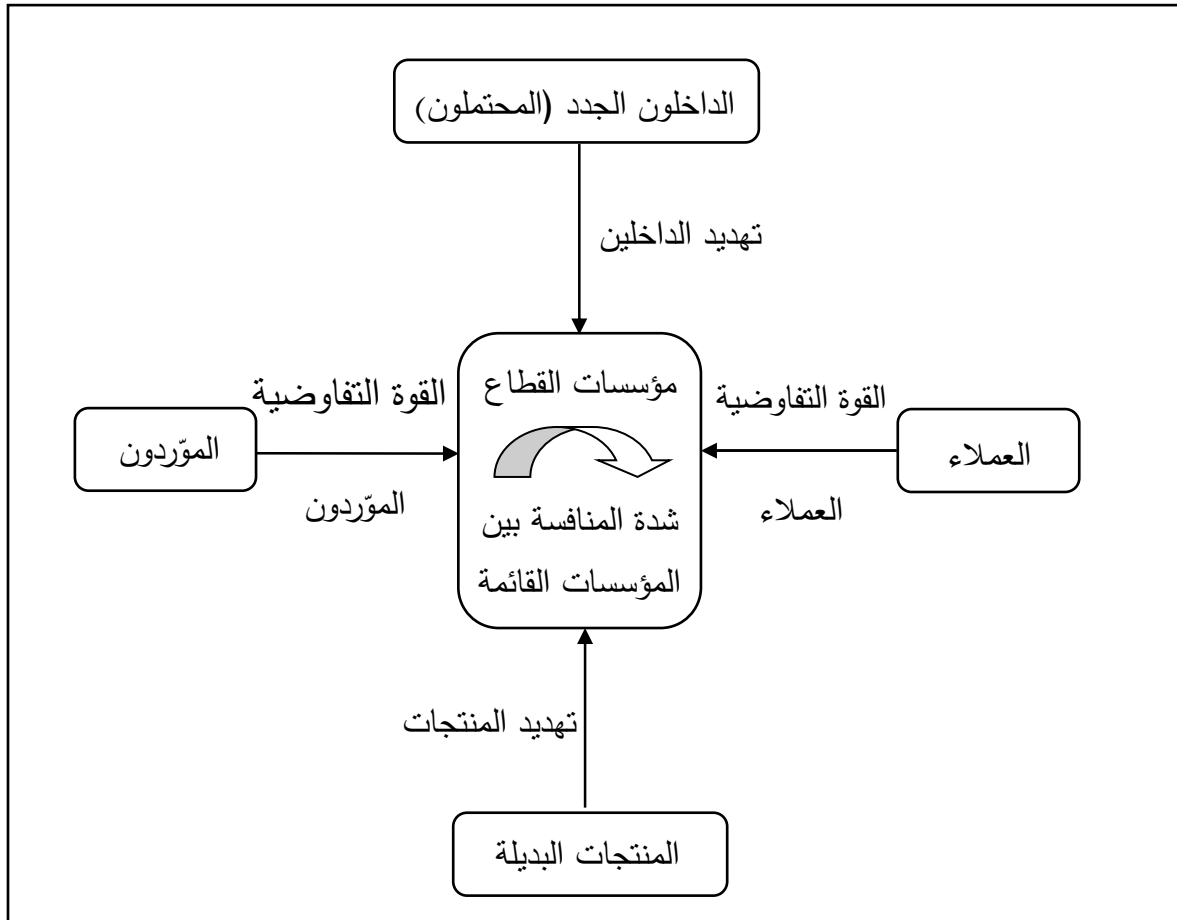 الداخلون الجدد (المحتملون)
تهديد الداخلين
مؤسسات القطاع
القوة التفاوضية
العملاء
العملاء
القوة التفاوضية
الموّردون
الموّردون
شدة المنافسة بين
المؤسسات القائمة
تهديد المنتجات
المنتجات البديلة